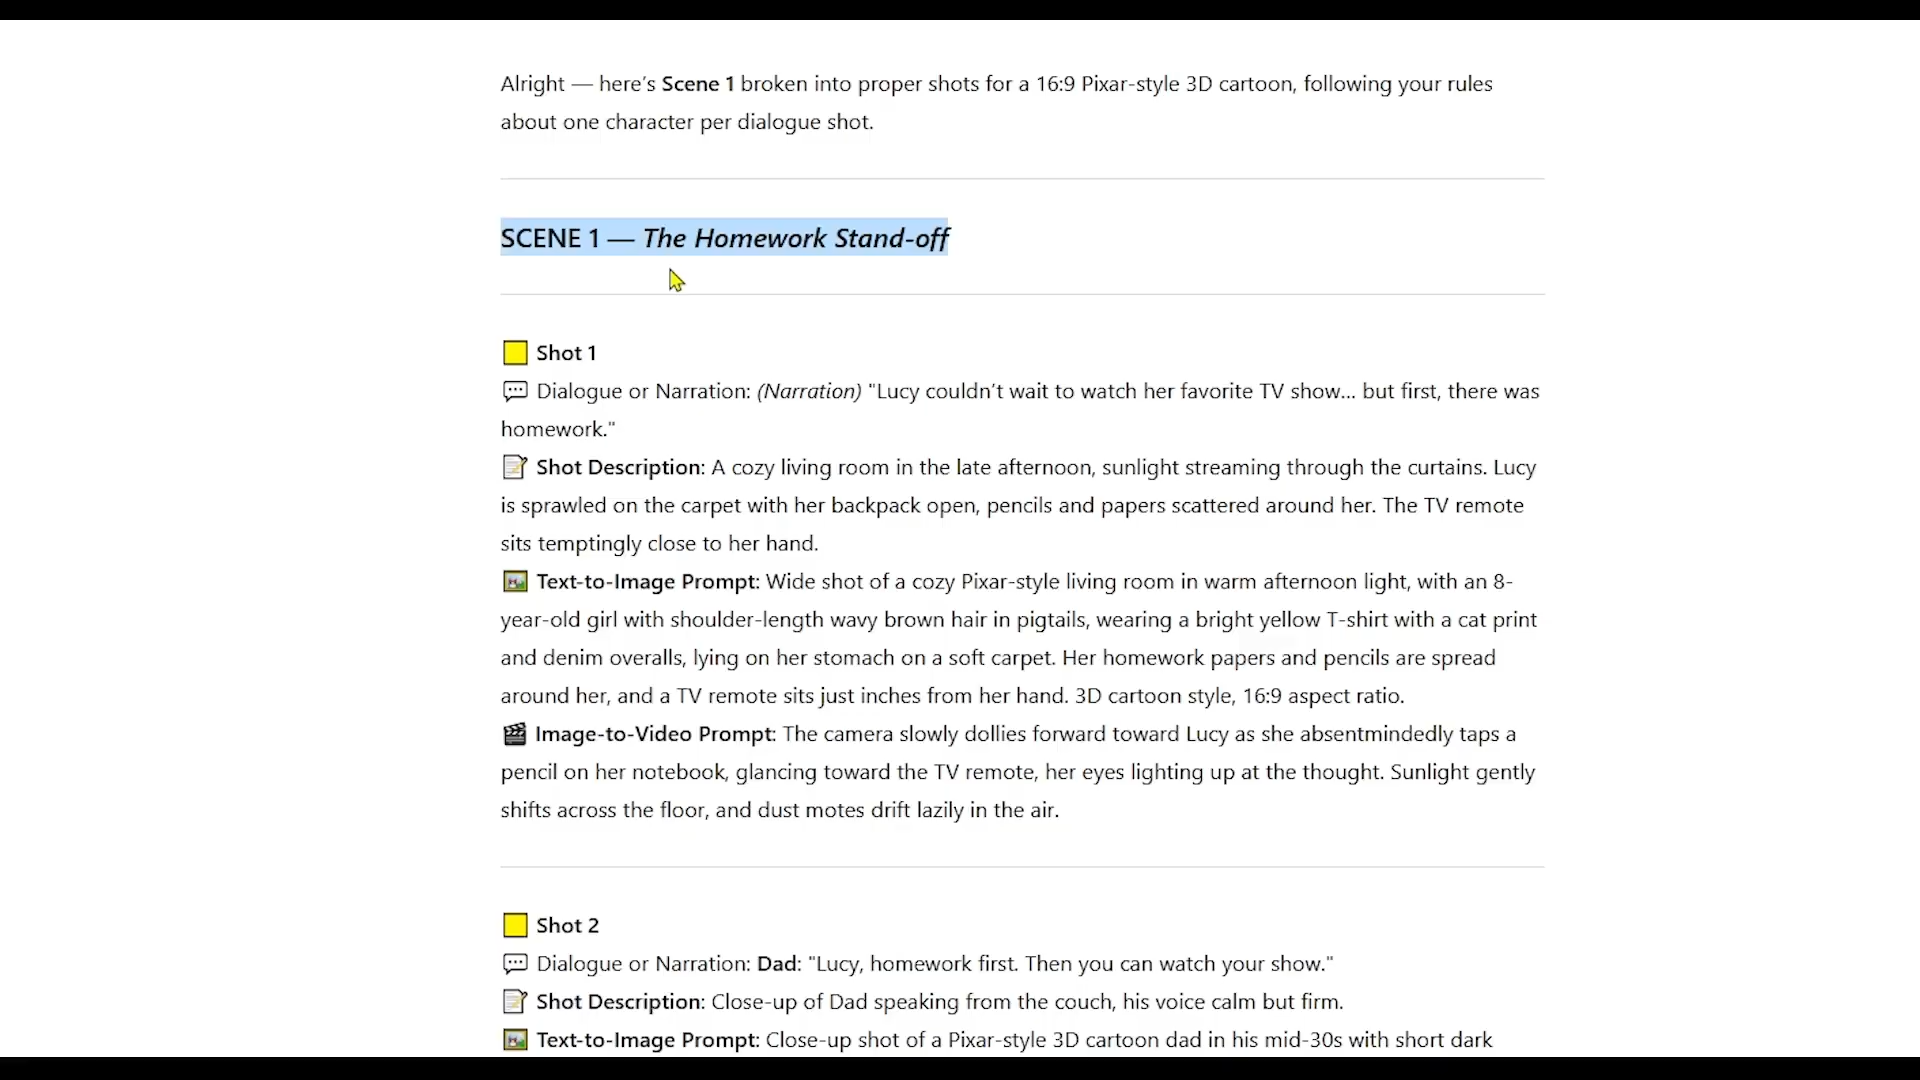 Alright — here’s Scene 1 broken into proper shots for a 16:9 Pixar-style 3D cartoon, following your rules
about one character per dialogue shot.
SCENE 1 — The Homework Stand-off
Shot 1
Dialogue or Narration: (Narration) "Lucy couldn’t wait to watch her favorite TV show… but first, there was
homework."
Shot Description: A cozy living room in the late afternoon, sunlight streaming through the curtains. Lucy
is sprawled on the carpet with her backpack open, pencils and papers scattered around her. The TV remote
sits temptingly close to her hand.
Text-to-Image Prompt: Wide shot of a cozy Pixar-style living room in warm afternoon light, with an 8-
year-old girl with shoulder-length wavy brown hair in pigtails, wearing a bright yellow T-shirt with a cat print
and denim overalls, lying on her stomach on a soft carpet. Her homework papers and pencils are spread
around her, and a TV remote sits just inches from her hand. 3D cartoon style, 16:9 aspect ratio.
Image-to-Video Prompt: The camera slowly dollies forward toward Lucy as she absentmindedly taps a
pencil on her notebook, glancing toward the TV remote, her eyes lighting up at the thought. Sunlight gently
shifts across the floor, and dust motes drift lazily in the air.
Shot 2
Dialogue or Narration: Dad: "Lucy, homework first. Then you can watch your show."
Shot Description: Close-up of Dad speaking from the couch, his voice calm but firm.
Text-to-Image Prompt: Close-up shot of a Pixar-style 3D cartoon dad in his mid-30s with short dark